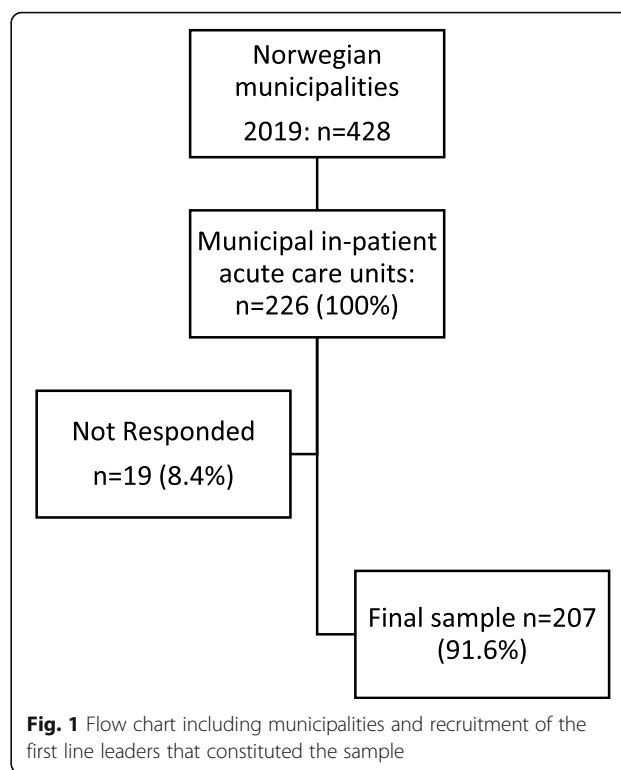 Norwegian
municipalities
2019: n=428
Municipal in-patient
acute care units:
n=226 (100%)
Not Responded
n=19 (8.4%)
Final sample n=207
(91.6%)
Fig. 1 Flow chart including municipalities and recruitment of the
first line leaders that constituted the sample